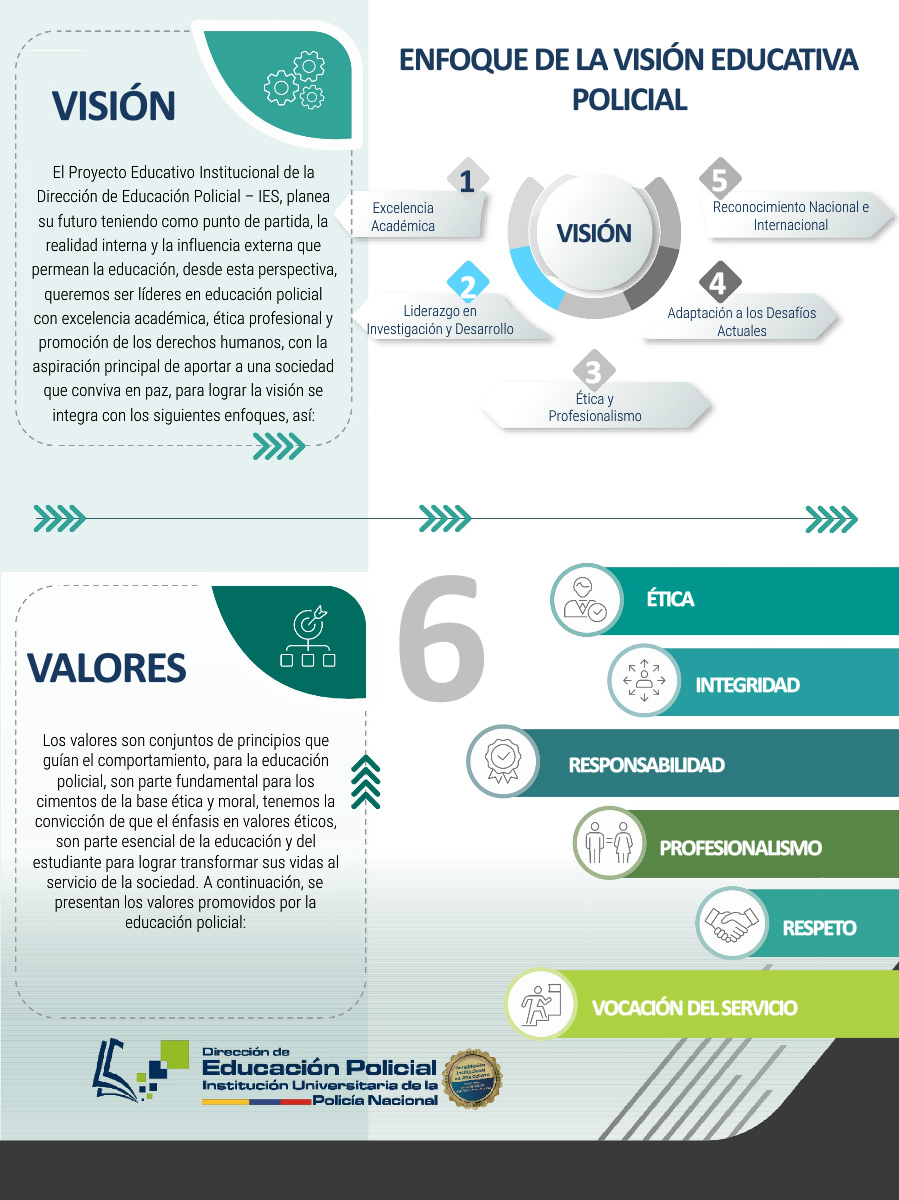 VISIÓN
El Proyecto Educativo Institucional de la
Dirección de Educación Policial – IES, planea
su futuro teniendo como punto de partida, la
realidad interna y la influencia externa que
permean la educación, desde esta perspectiva,
queremos ser líderes en educación policial
con excelencia académica, ética profesional y
promoción de los derechos humanos, con la
aspiración principal de aportar a una sociedad
que conviva en paz, para lograr la visión se
integra con los siguientes enfoques, así:
ENFOQUE DE LA VISIÓN EDUCATIVA
POLICIAL
VISIÓN
1
Excelencia
Académica
2
Liderazgo en
Investigación y Desarrollo
3
Ética y
Profesionalismo
4
Adaptación a los Desafíos
Actuales
5
Reconocimiento Nacional e
Internacional
VALORES
Los valores son conjuntos de principios que
guían el comportamiento, para la educación
policial, son parte fundamental para los
cimentos de la base ética y moral, tenemos la
convicción de que el énfasis en valores éticos,
son parte esencial de la educación y del
estudiante para lograr transformar sus vidas al
servicio de la sociedad. A continuación, se
presentan los valores promovidos por la
educación policial:
6
ÉTICA
INTEGRIDAD
RESPONSABILIDAD
PROFESIONALISMO
RESPETO
VOCACIÓN DEL SERVICIO
Dirección de
Educación Policial
Institución Universitaria de la
Policía Nacional
Acreditación
Institucional